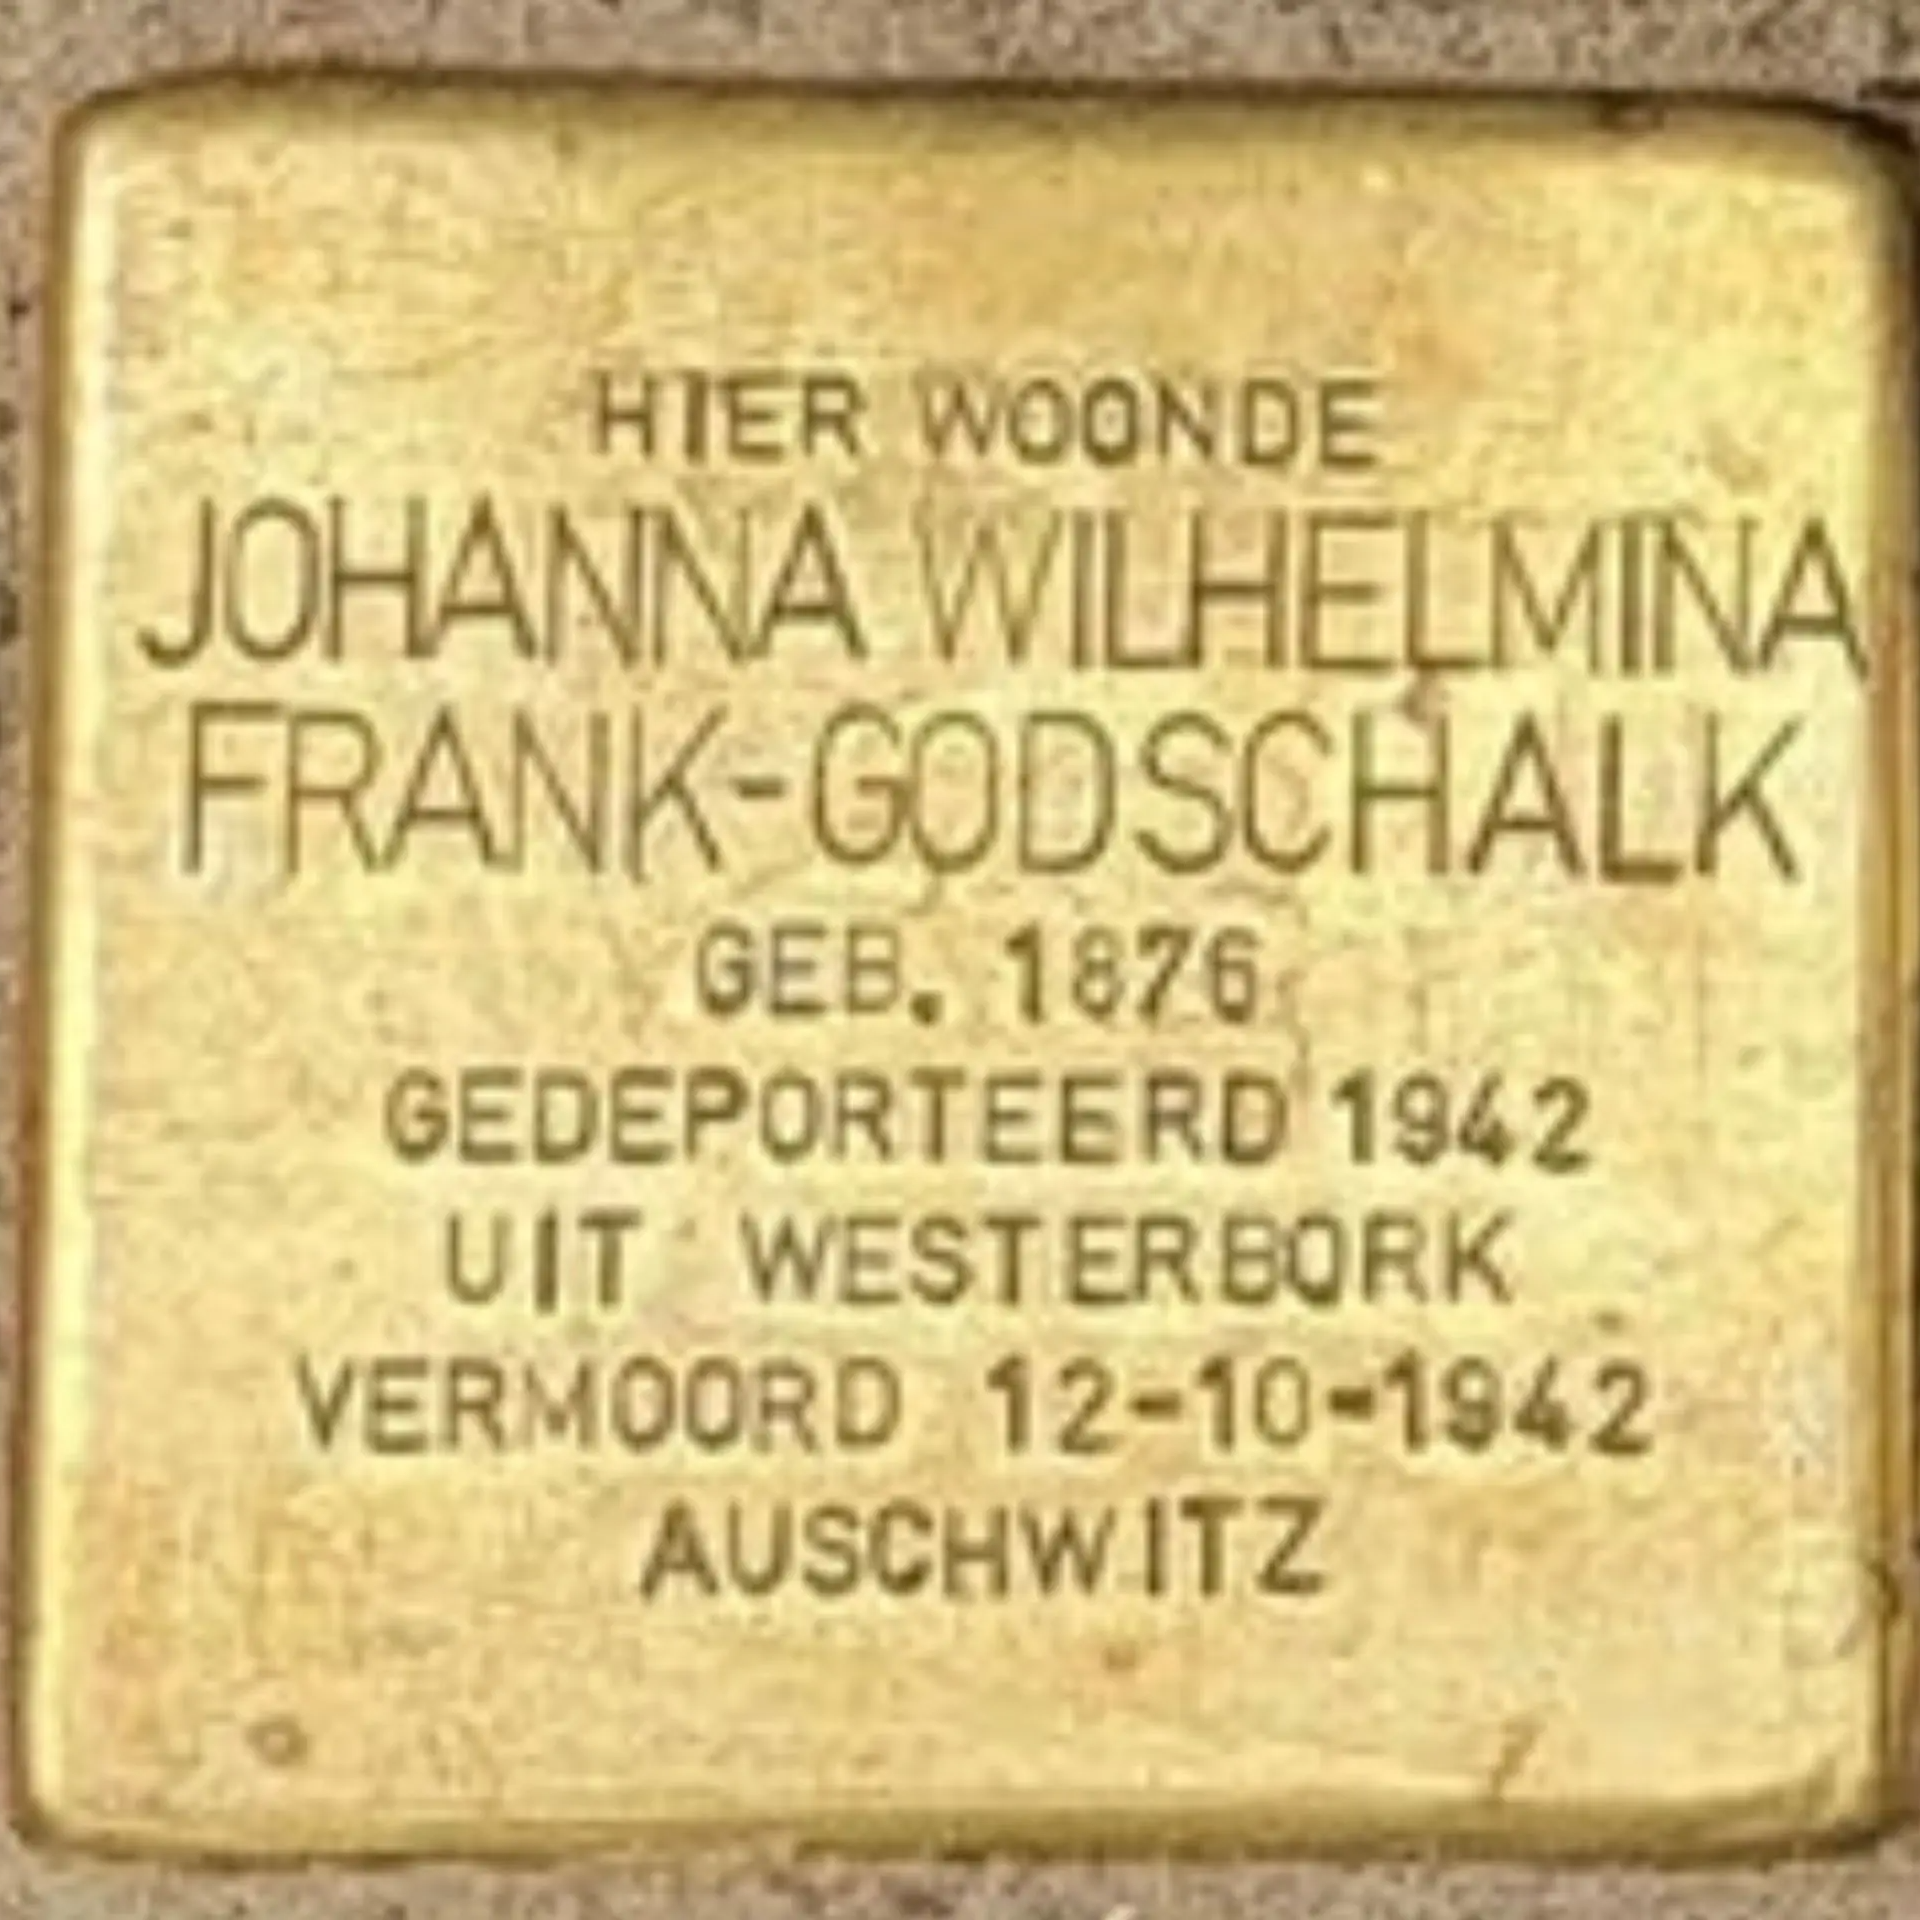 HIER WOONDE
JOHANNA WILHELMINA
FRANK-GODSCHALK
GEB. 1876
GEDEPORTEERD 1942
UIT WESTERBORK
VERMOORD 12-10-1942
AUSCHWITZ